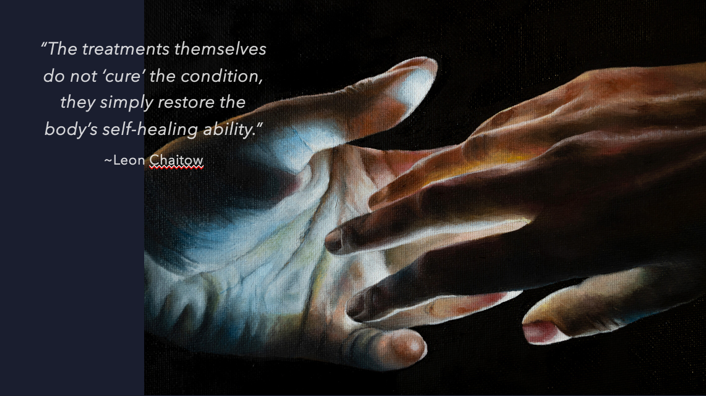 “The treatments themselves
do not ‘cure’ the condition,
they simply restore the
body’s self-healing ability.”
~Leon Chaitow